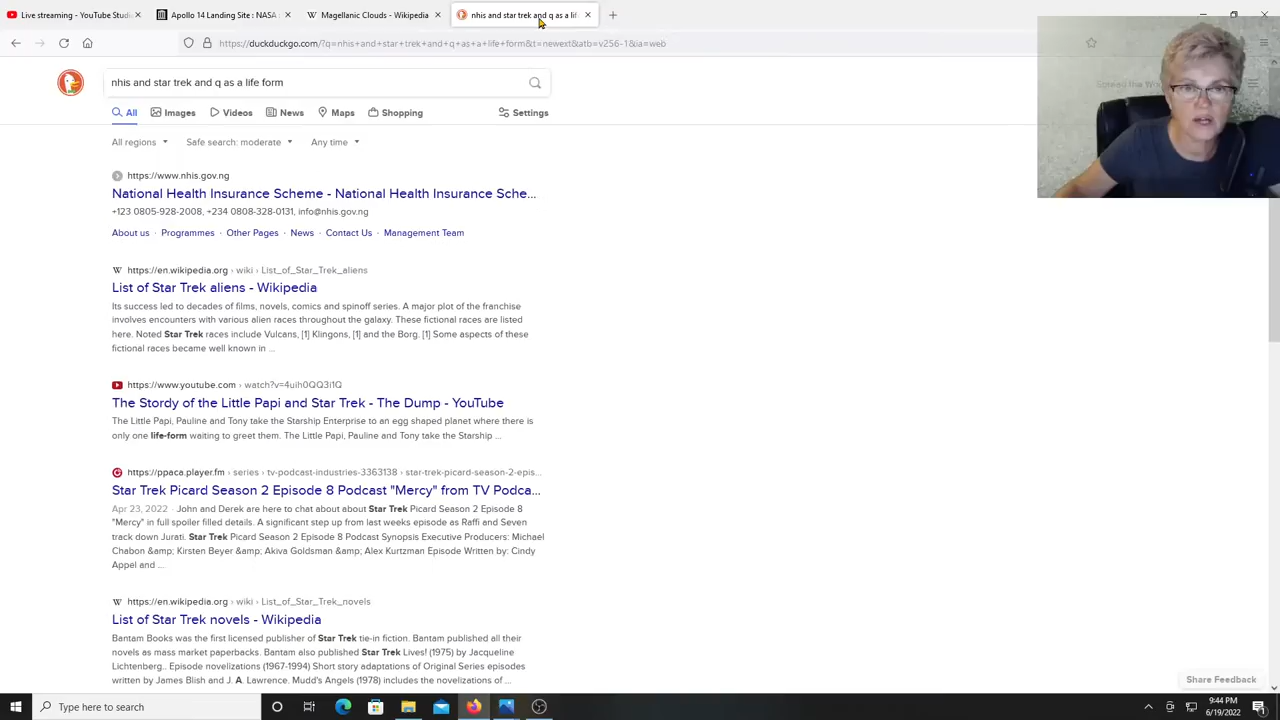 Live streaming - YouTube Studi
Apollo 14 Landing Site : NASA
Magellanic Clouds - Wikipedia
nhis and star trek and q as a lif
https://duckduckgo.com/?q=nhis+and+star+trek+and+q+as+a+life+form&t=newext&atb=v256-1&ia=web
nhis and star trek and q as a life form
All Images Videos News Maps Shopping Settings
All regions Safe search: moderate Any time
https://www.nhis.gov.ng
National Health Insurance Scheme - National Health Insurance Sche...
+123 0805-928-2008, +234 0808-328-0131, info@nhis.gov.ng
About us · Programmes · Other Pages · News · Contact Us · Management Team
https://en.wikipedia.org › wiki › List_of_Star_Trek_aliens
List of Star Trek aliens - Wikipedia
Its success led to decades of films, novels, comics and spinoff series. A major plot of the franchise
involves encounters with various alien races throughout the galaxy. These fictional races are listed
here. Noted Star Trek races include Vulcans, [1] Klingons, [1] and the Borg. [1] Some aspects of these
fictional races became well known in ...
https://www.youtube.com › watch?v=4uih0QQ3i1Q
The Stordy of the Little Papi and Star Trek - The Dump - YouTube
The Little Papi, Pauline and Tony take the Starship Enterprise to an egg shaped planet where there is
only one life-form waiting to greet them. The Little Papi, Pauline and Tony take the Starship ...
https://ppaca.player.fm › series › tv-podcast-industries-3363138 › star-trek-picard-season-2-epis...
Star Trek Picard Season 2 Episode 8 Podcast "Mercy" from TV Podca...
Apr 23, 2022 · John and Derek are here to chat about about Star Trek Picard Season 2 Episode 8
"Mercy" in full spoiler filled details. A significant step up from last weeks episode as Raffi and Seven
track down Jurati. Star Trek Picard Season 2 Episode 8 Podcast Synopsis Executive Producers: Michael
Chabon &amp; Kirsten Beyer &amp; Akiva Goldsman &amp; Alex Kurtzman Episode Written by: Cindy
Appel and ...
https://en.wikipedia.org › wiki › List_of_Star_Trek_novels
List of Star Trek novels - Wikipedia
Bantam Books was the first licensed publisher of Star Trek tie-in fiction. Bantam published all their
novels as mass market paperbacks. Bantam also published Star Trek Lives! (1975) by Jacqueline
Lichtenberg.. Episode novelizations (1967-1994) Short story adaptations of Original Series episodes
written by James Blish and J. A. Lawrence. Mudd's Angels (1978) includes the novelizations of ...
Share Feedback
Type here to search
9:44 PM
6/19/2022